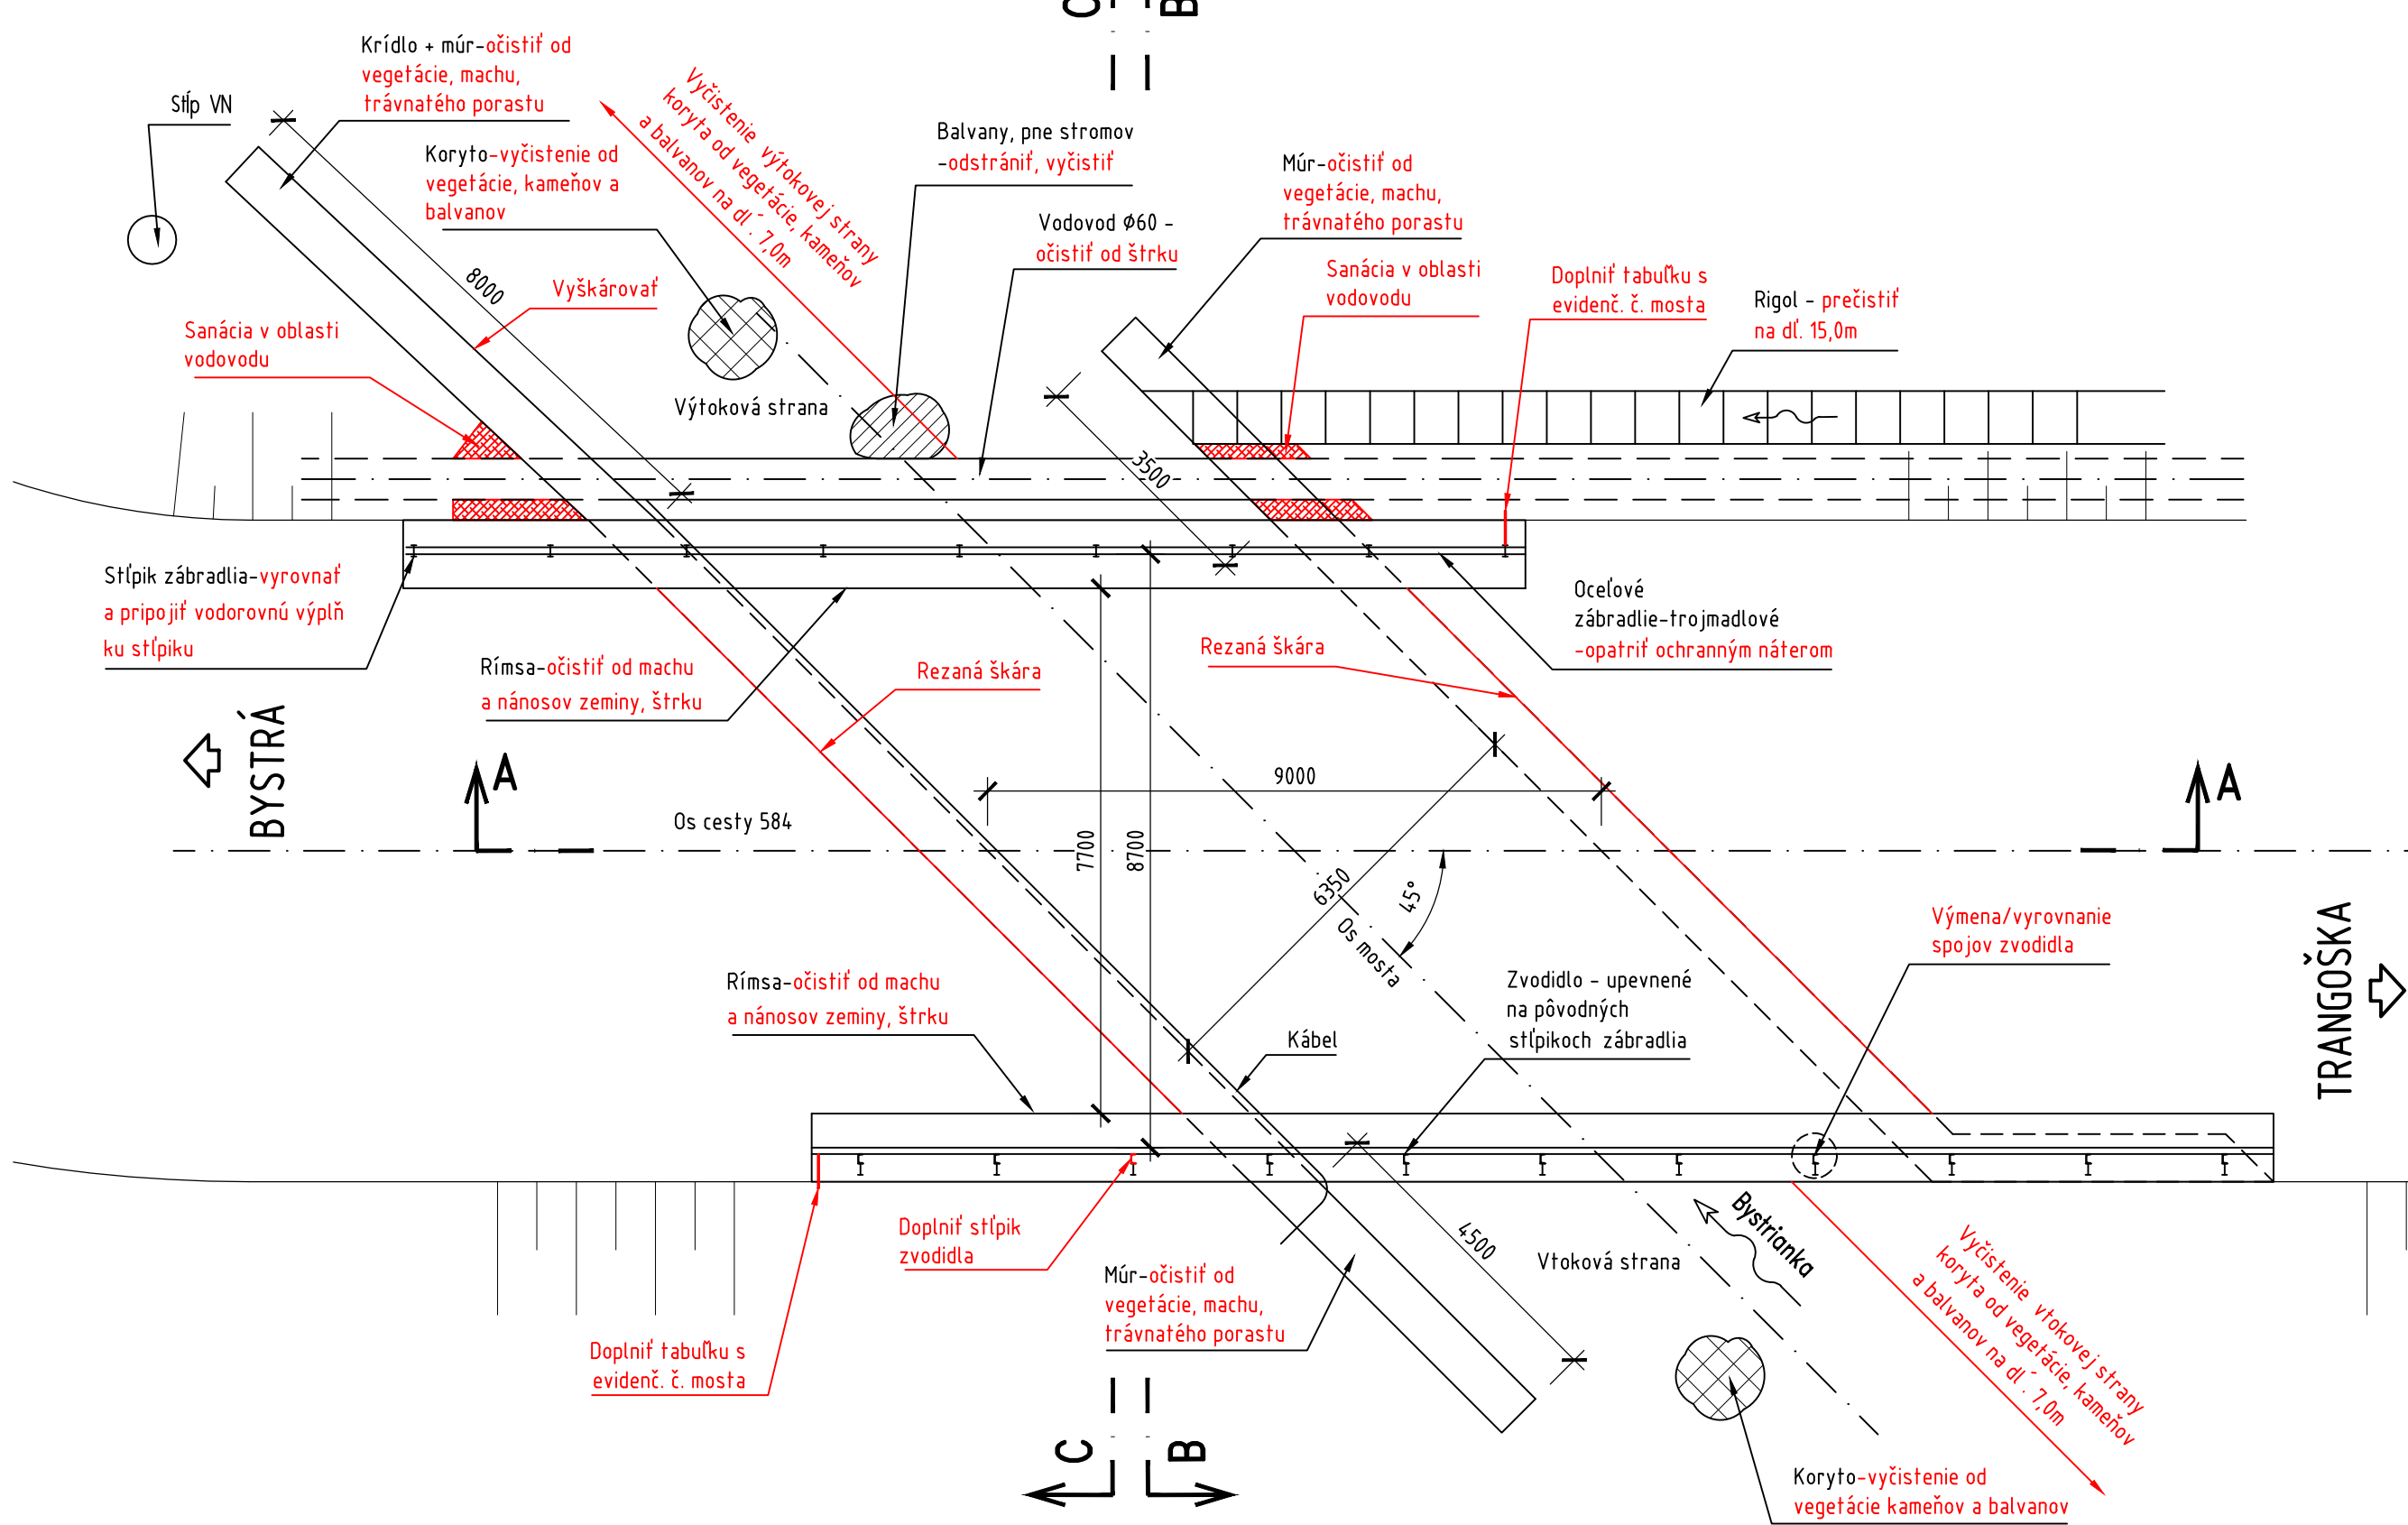 C
B
Krídlo + múr-očistiť od
vegetácie, machu,
trávnatého porastu
Stĺp VN
Koryto-vyčistenie od
vegetácie, kameňov a
balvanov
Vyčistenie výtokovej strany
koryta od vegetácie, kameňov
a balvanov na dĺ. 7,0m
Balvany, pne stromov
-odstrániť, vyčistiť
Vodovod Ø60 -
očistiť od štrku
Múr-očistiť od
vegetácie, machu,
trávnatého porastu
Sanácia v oblasti
vodovodu
Doplniť tabuľku s
evidenč. č. mosta
Rigol - prečistiť
na dľ. 15,0m
8000
Vyškárovať
Sanácia v oblasti
vodovodu
Výtoková strana
3500
Stĺpik zábradlia-vyrovnať
a pripojiť vodorovnú výplň
ku stĺpiku
Rímsa-očistiť od machu
a nánosov zeminy, štrku
Rezaná škára
Rezaná škára
Oceľové
zábradlie-trojmadlové
-opatriť ochranným náterom
BYSTRÁ
A
A
Os cesty 584
9000
7700
8700
6350
45°
Os mosta
Výmena/vyrovnanie
spojov zvodidla
TRANGOŠKA
Rímsa-očistiť od machu
a nánosov zeminy, štrku
Zvodidlo - upevnené
na pôvodných
stĺpikoch zábradlia
Kábel
Doplniť stĺpik
zvodidla
4500
Vtoková strana
Bystrianka
Múr-očistiť od
vegetácie, machu,
trávnatého porastu
Vyčistenie vtokovej strany
koryta od vegetácie, kameňov
a balvanov na dĺ. 7,0m
Doplniť tabuľku s
evidenč. č. mosta
C
B
Koryto-vyčistenie od
vegetácie kameňov a balvanov